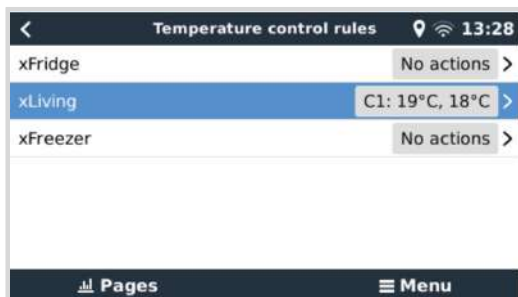 Temperature control rules 13:28
xFridge No actions
xLiving C1: 19°C, 18°C
xFreezer No actions
Pages Menu